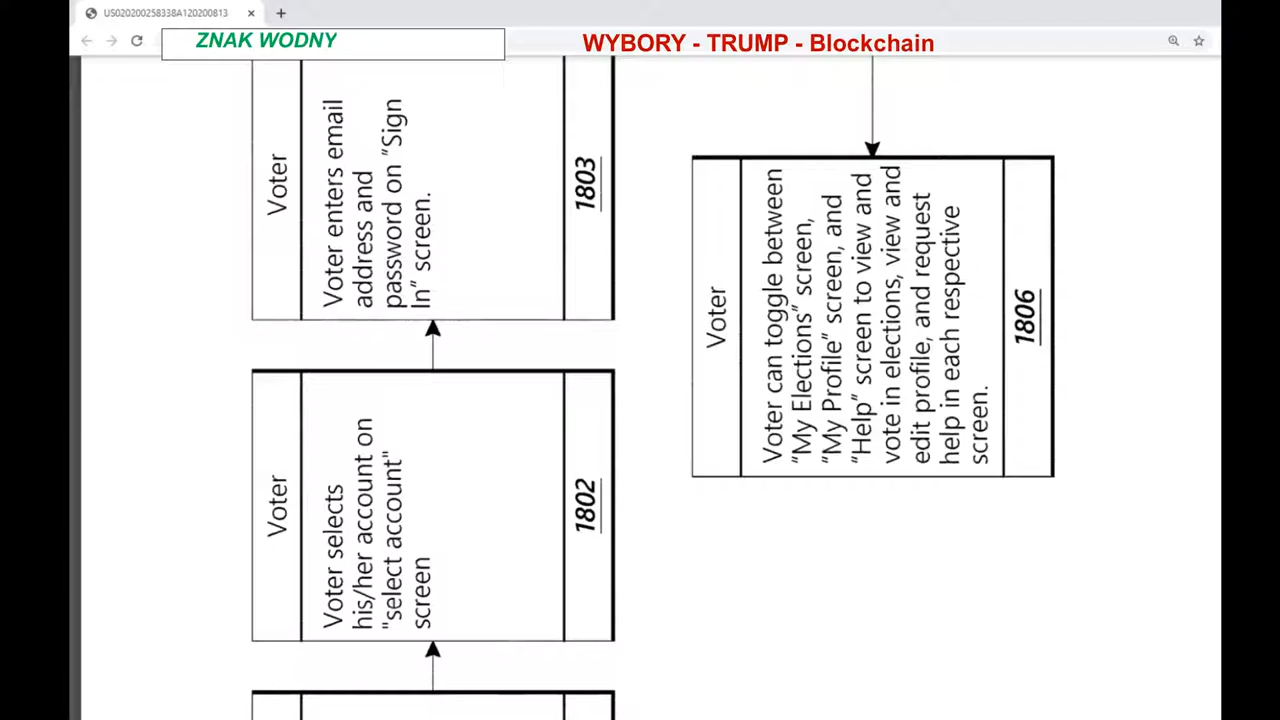 US020200258338A120200813
ZNAK WODNY
WYBORY - TRUMP - Blockchain
Voter
Voter enters email
address and
password on "Sign
In" screen.
1803
Voter
Voter selects
his/her account on
"select account"
screen
1802
Voter
Voter can toggle between
"My Elections" screen,
"My Profile" screen, and
"Help" screen to view and
vote in elections, view and
edit profile, and request
help in each respective
screen.
1806